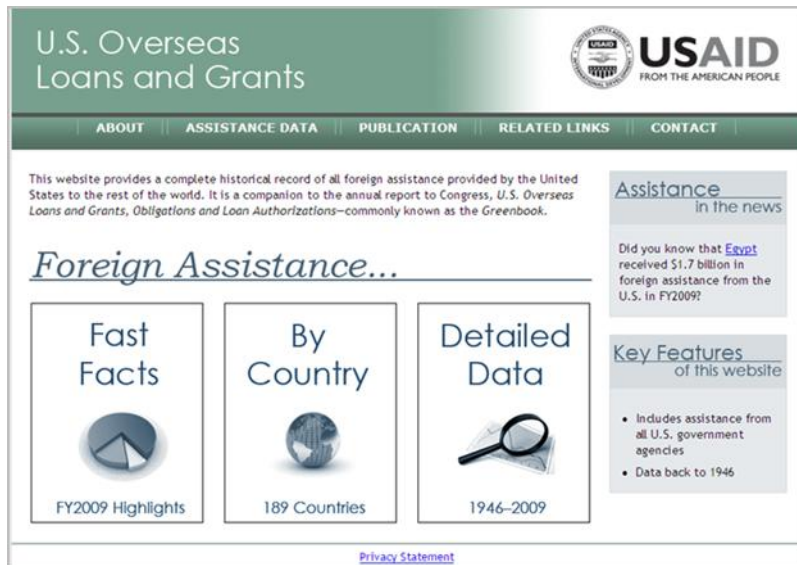 U.S. Overseas
Loans and Grants
USAID
USAID
FROM THE AMERICAN PEOPLE
ABOUT
ASSISTANCE DATA
PUBLICATION
RELATED LINKS
CONTACT
This website provides a complete historical record of all foreign assistance provided by the United
States to the rest of the world. It is a companion to the annual report to Congress, U.S. Overseas
Loans and Grants, Obligations and Loan Authorizations—commonly known as the Greenbook.
Foreign Assistance...
Fast
Facts
FY2009 Highlights
By
Country
189 Countries
Detailed
Data
1946–2009
Assistance
in the news
Did you know that Egypt
received $1.7 billion in
foreign assistance from the
U.S. in FY2009?
Key Features
of this website
• Includes assistance from
all U.S. government
agencies
• Data back to 1946
Privacy Statement